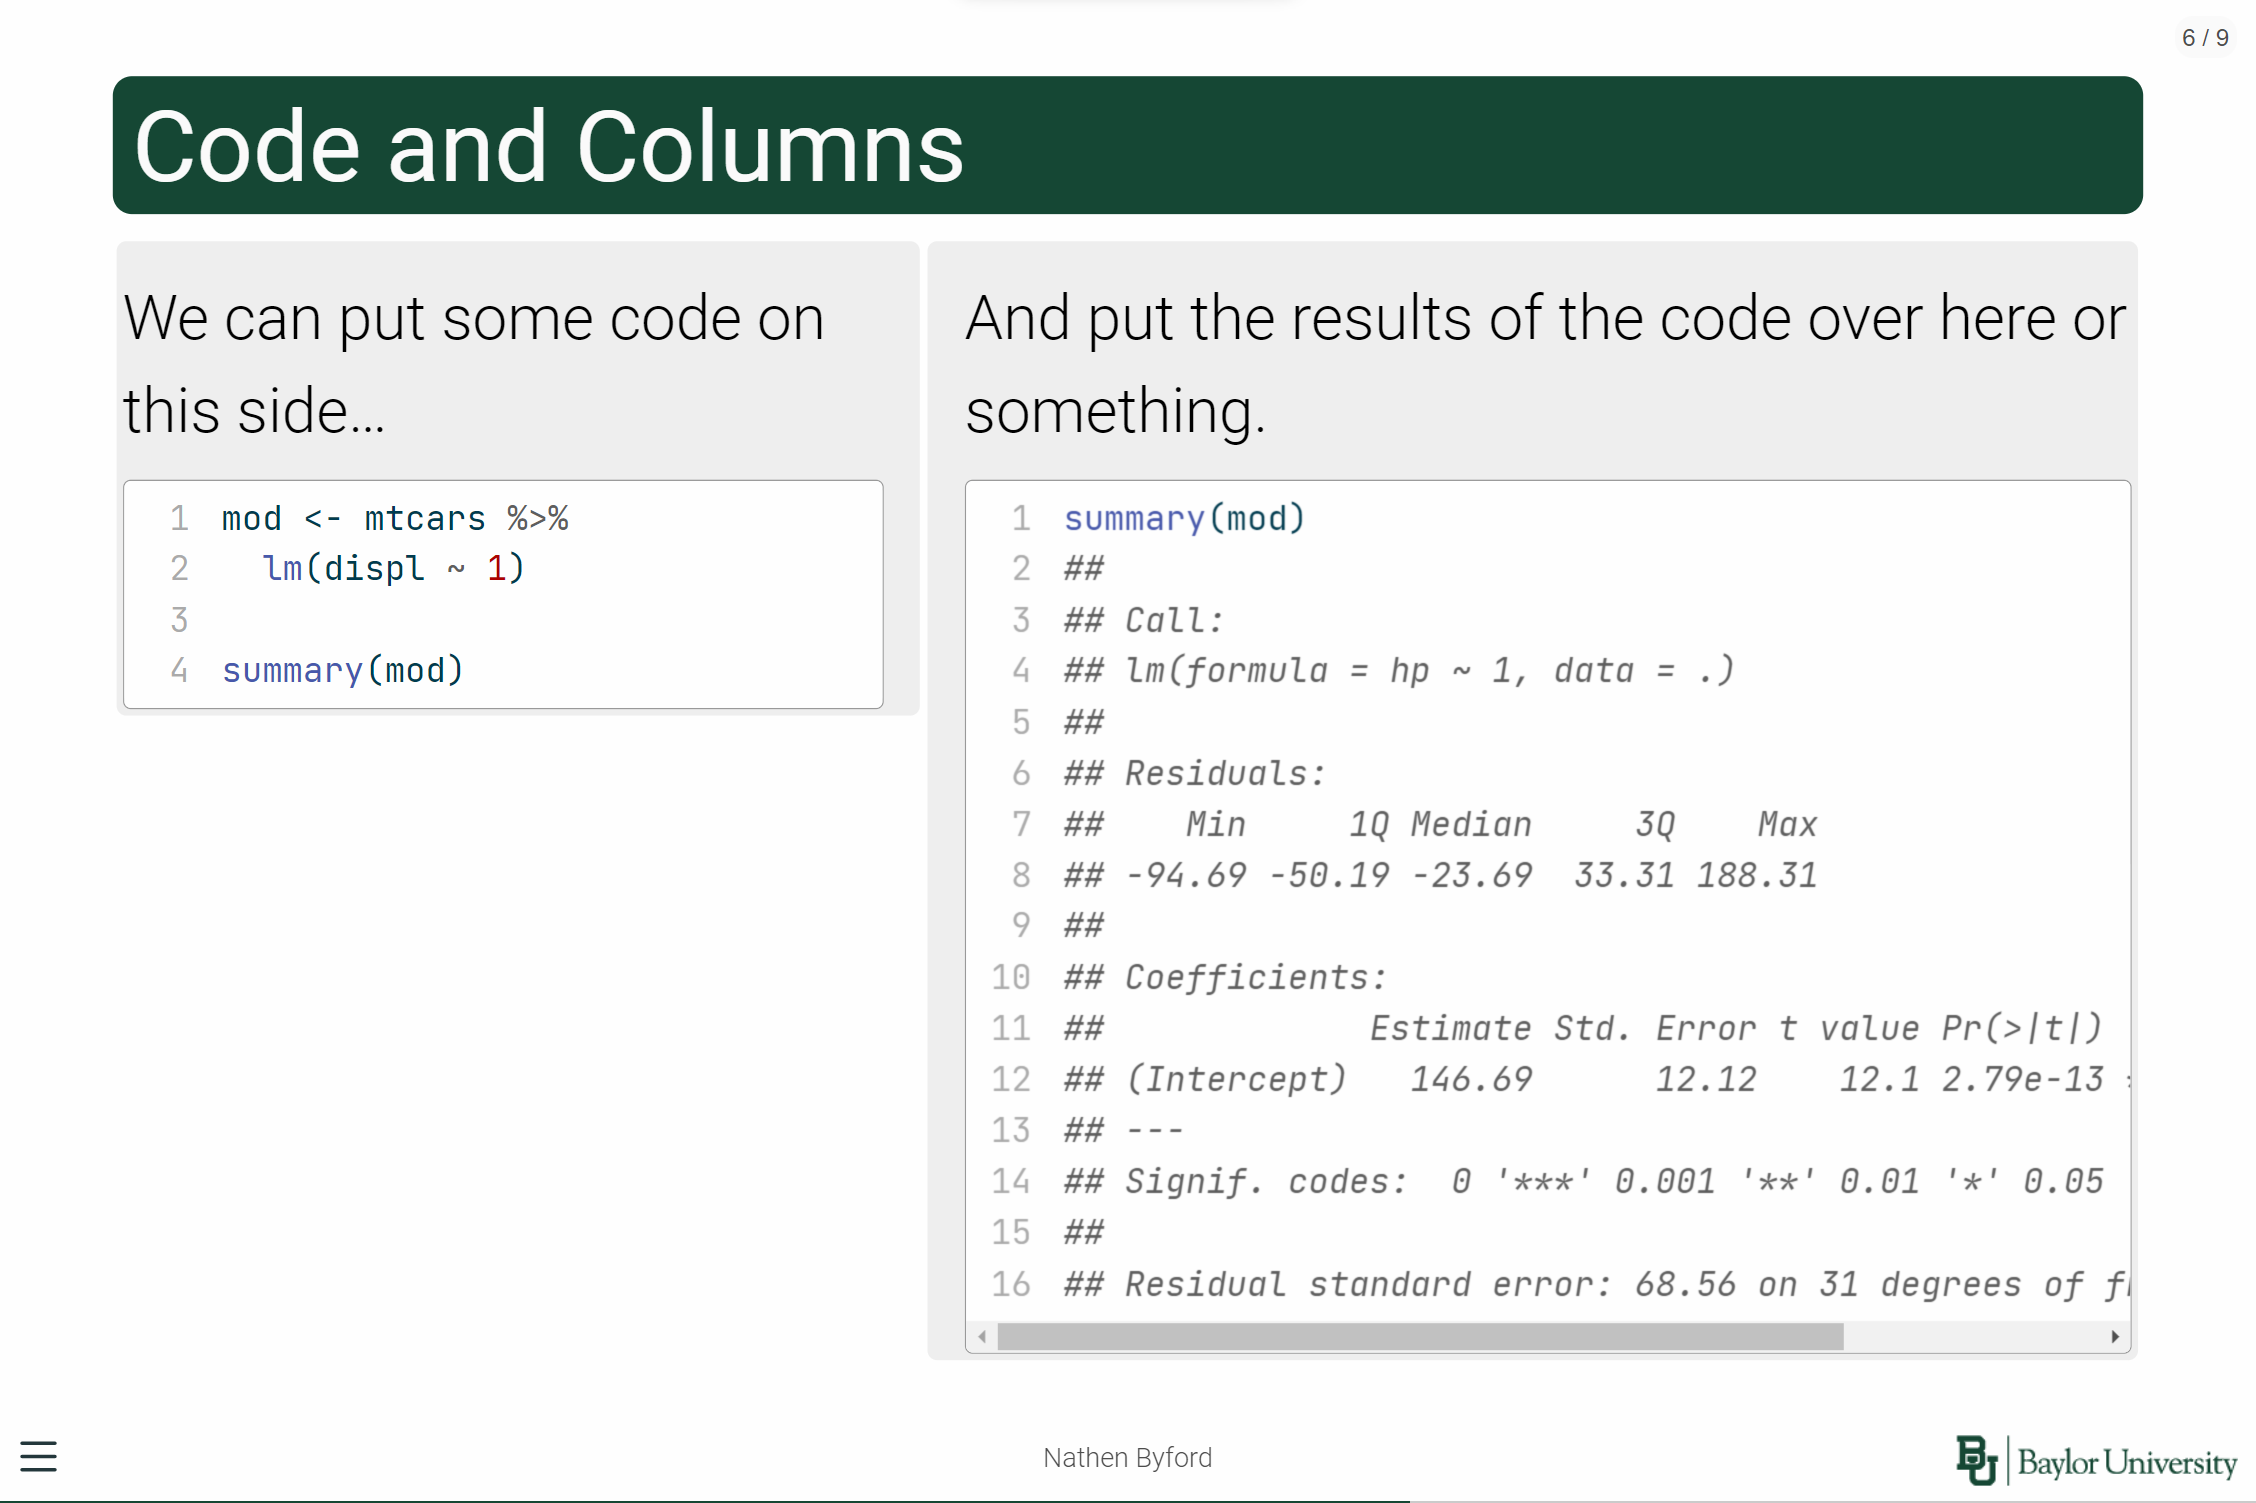 6 / 9
Code and Columns
We can put some code on
this side...
1 mod <- mtcars %>%
2   lm(displ ~ 1)
3
4 summary(mod)
And put the results of the code over here or
something.
1 summary(mod)
2 ##
3 ## Call:
4 ## lm(formula = hp ~ 1, data = .)
5 ##
6 ## Residuals:
7 ##    Min     1Q Median     3Q    Max
8 ## -94.69 -50.19 -23.69  33.31 188.31
9 ##
10 ## Coefficients:
11 ##             Estimate Std. Error t value Pr(>|t|)
12 ## (Intercept)   146.69      12.12    12.1 2.79e-13
13 ## ---
14 ## Signif. codes:  0 '***' 0.001 '**' 0.01 '*' 0.05
15 ##
16 ## Residual standard error: 68.56 on 31 degrees of
Nathen Byford
BU Baylor University